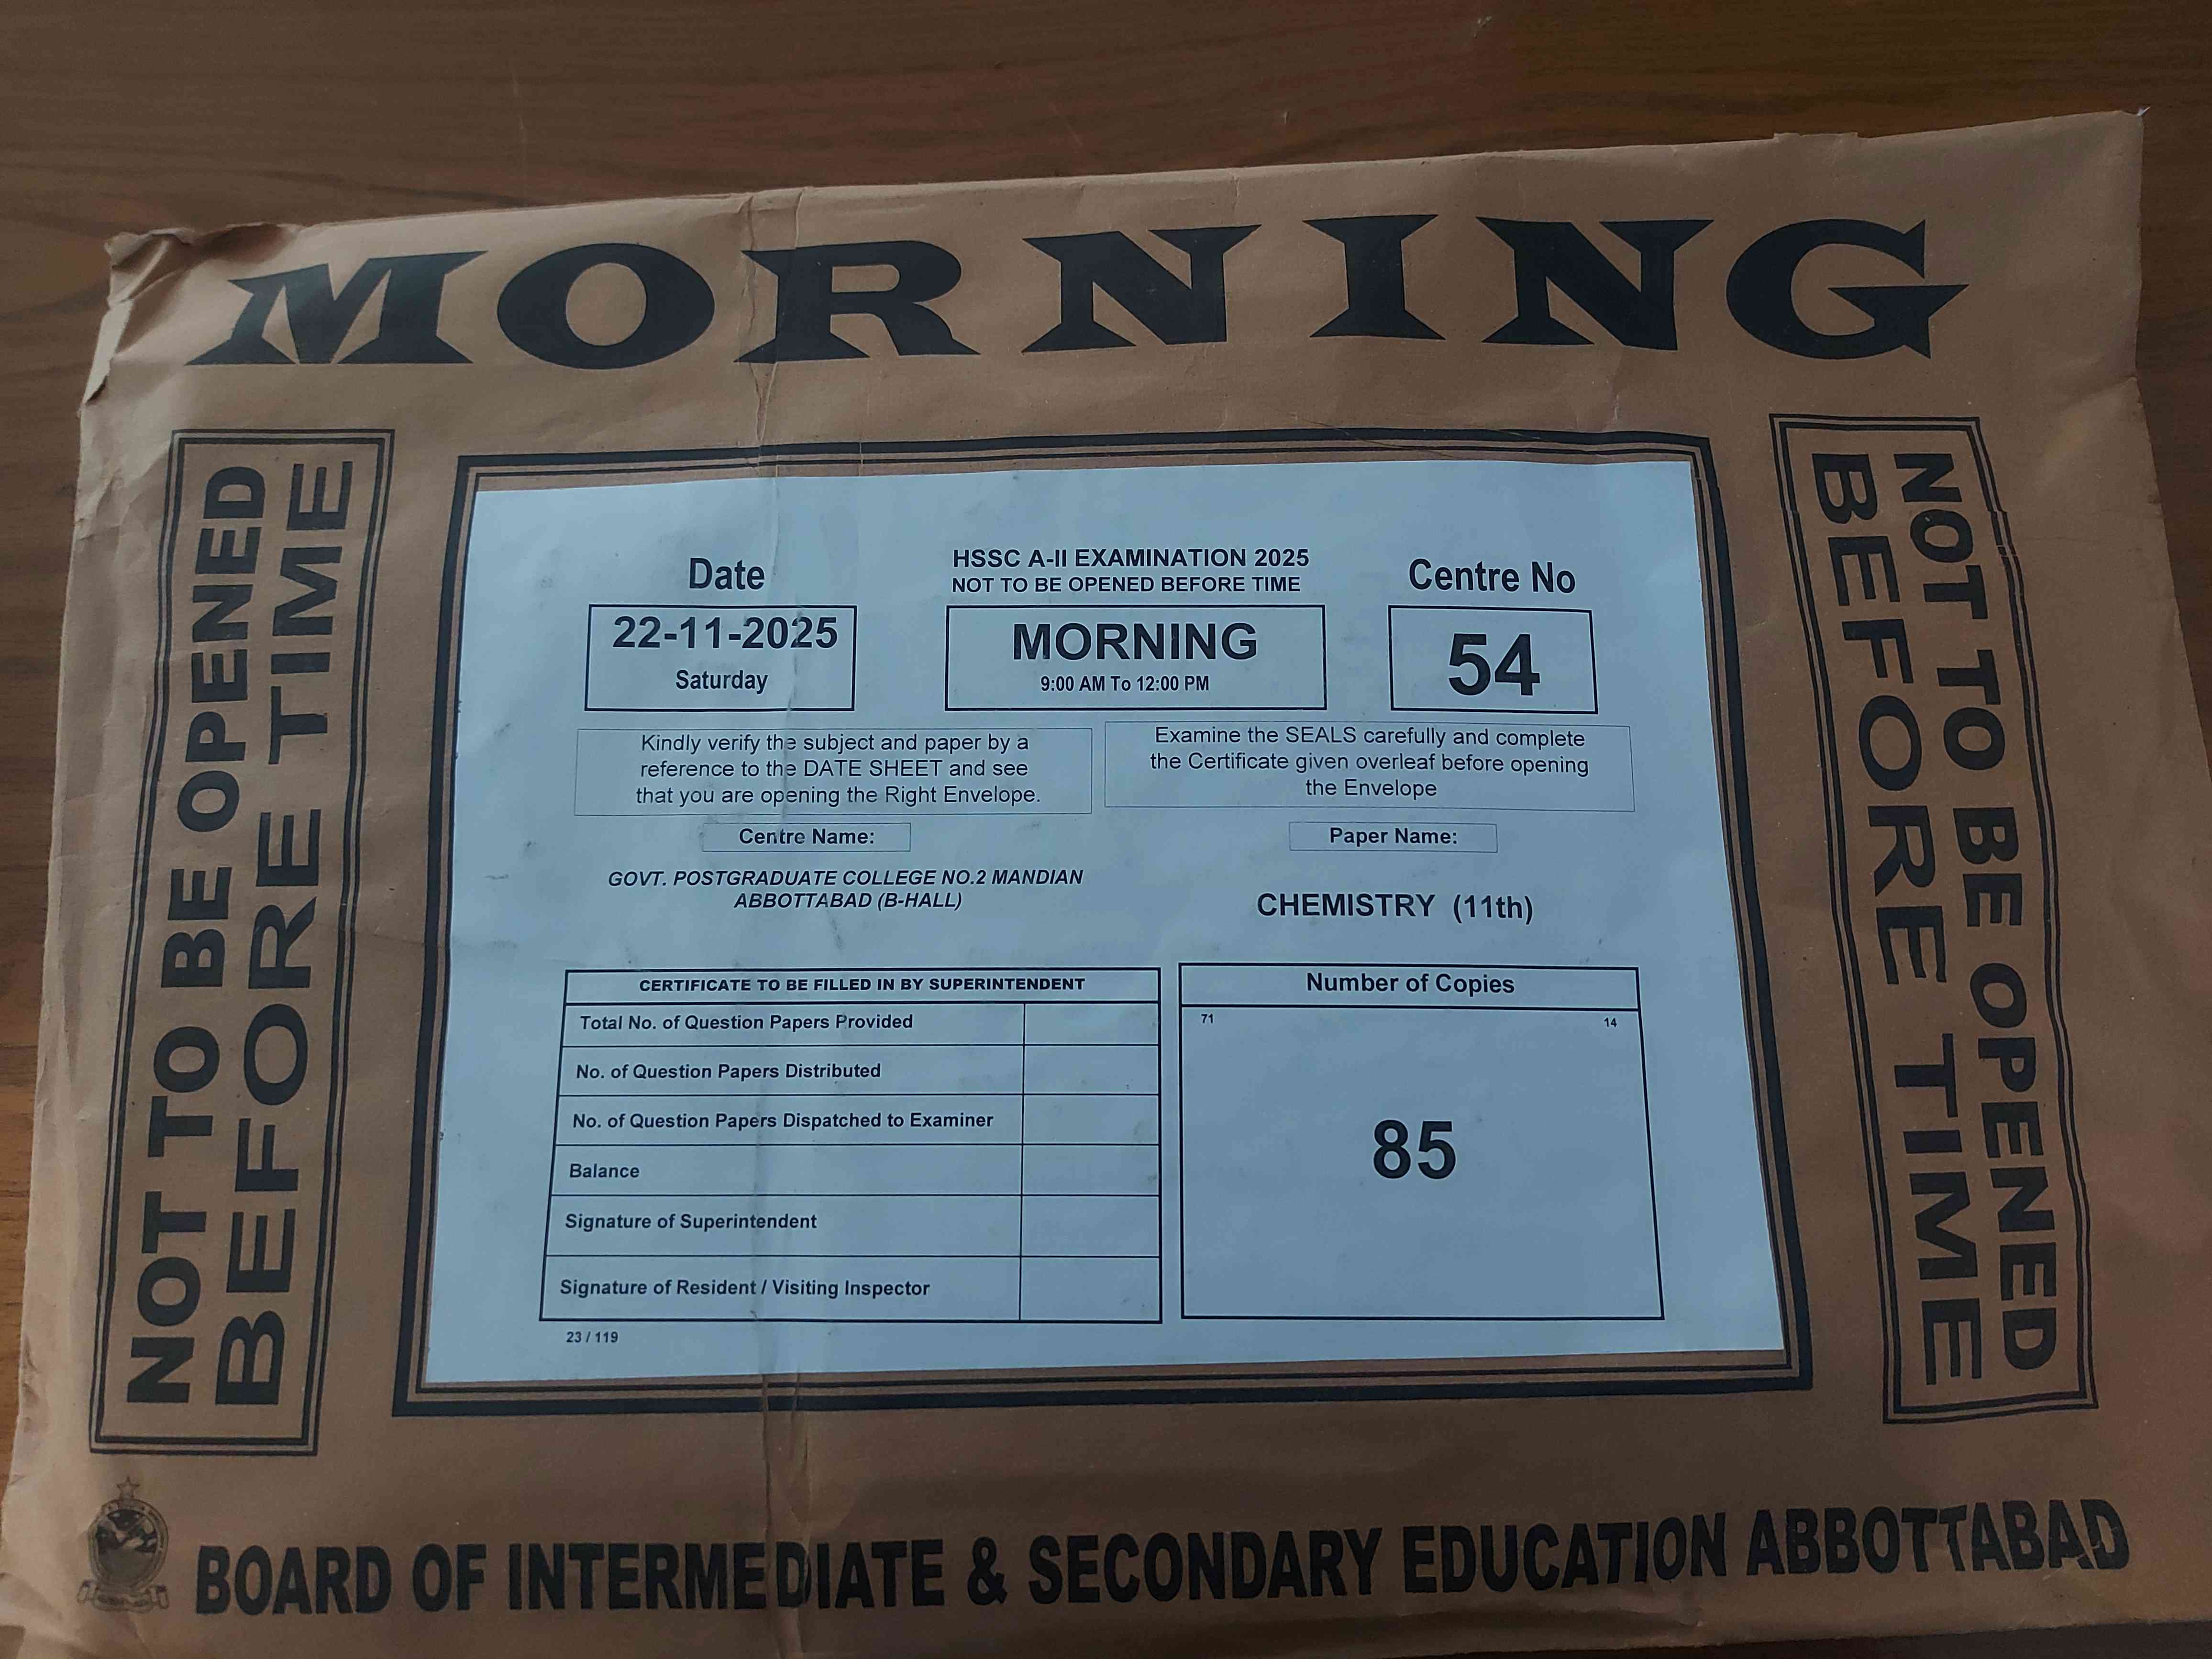 MORNING
NOT TO BE OPENED
BEFORE TIME
NOT TO BE OPENED
BEFORE TIME
HSSC A-II EXAMINATION 2025
NOT TO BE OPENED BEFORE TIME
Date
22-11-2025
Saturday
MORNING
9:00 AM To 12:00 PM
Centre No
54
Kindly verify the subject and paper by a
reference to the DATE SHEET and see
that you are opening the Right Envelope.
Examine the SEALS carefully and complete
the Certificate given overleaf before opening
the Envelope
Centre Name:
GOVT. POSTGRADUATE COLLEGE NO.2 MANDIAN
ABBOTTABAD (B-HALL)
Paper Name:
CHEMISTRY (11th)
CERTIFICATE TO BE FILLED IN BY SUPERINTENDENT
Total No. of Question Papers Provided
No. of Question Papers Distributed
No. of Question Papers Dispatched to Examiner
Balance
Signature of Superintendent
Signature of Resident / Visiting Inspector
23 / 119
Number of Copies
71 14
85
BOARD OF INTERMEDIATE & SECONDARY EDUCATION ABBOTTABAD